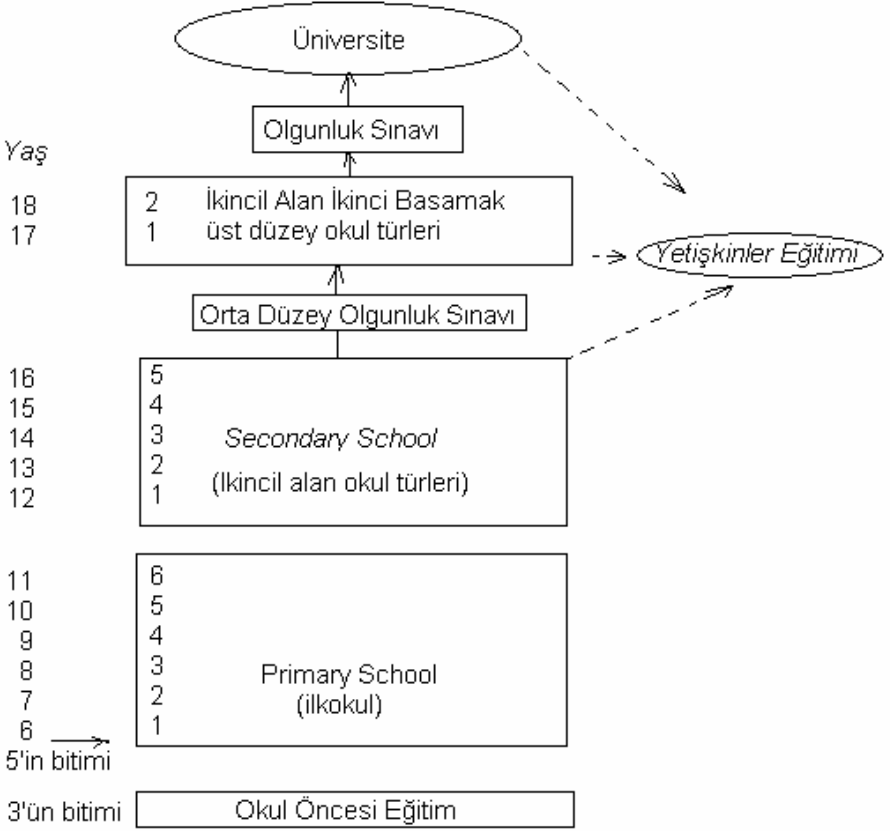 Üniversite
Olgunluk Sınavı
Yaş
18 2 İkincil Alan İkinci Basamak
17 1 üst düzey okul türleri
Yetişkinler Eğitimi
Orta Düzey Olgunluk Sınavı
16 5
15 4
14 3 Secondary School
13 2
(Ikincil alan okul türleri)
12 1
11 6
10 5
9 4
8 3 Primary School
7 2 (ilkokul)
6 1
5'in bitimi
3'ün bitimi Okul Öncesi Eğitim